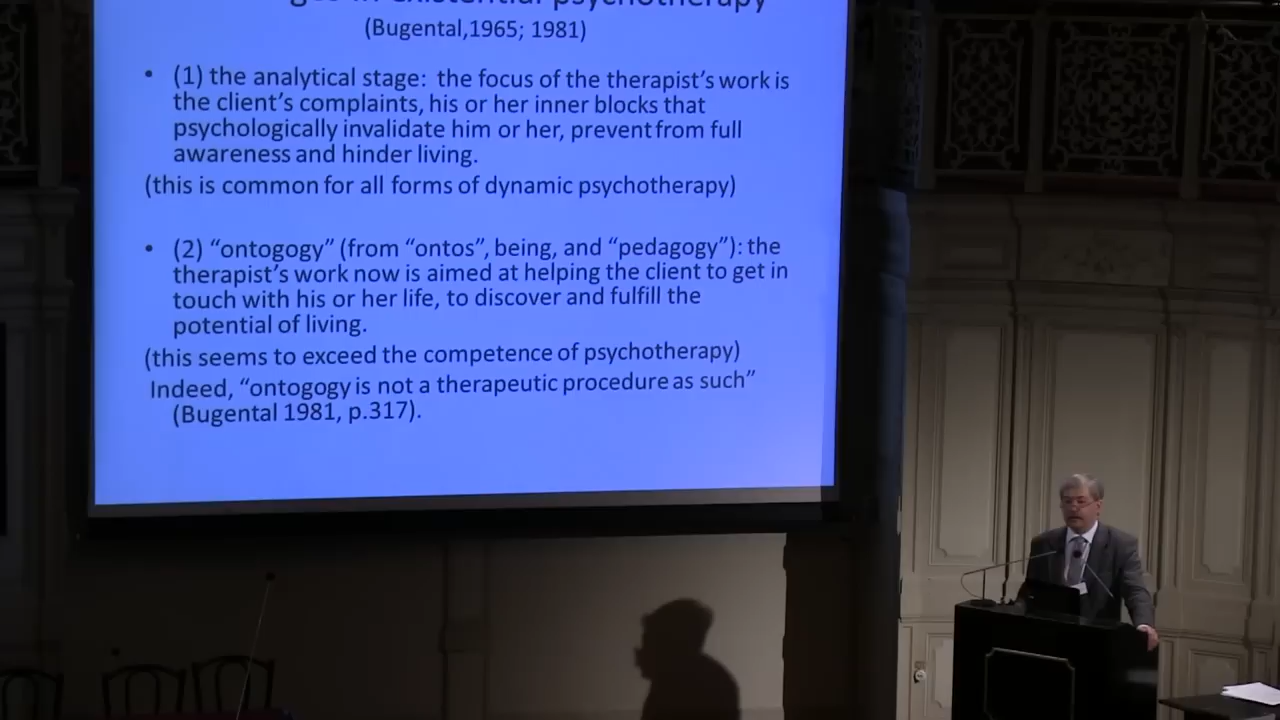 in existential psychotherapy
(Bugental,1965; 1981)
• (1) the analytical stage: the focus of the therapist's work is
the client's complaints, his or her inner blocks that
psychologically invalidate him or her, prevent from full
awareness and hinder living.
(this is common for all forms of dynamic psychotherapy)
• (2) “ontogogy” (from “ontos”, being, and “pedagogy”): the
therapist's work now is aimed at helping the client to get in
touch with his or her life, to discover and fulfill the
potential of living.
(this seems to exceed the competence of psychotherapy)
Indeed, “ontogogy is not a therapeutic procedure as such”
(Bugental 1981, p.317).